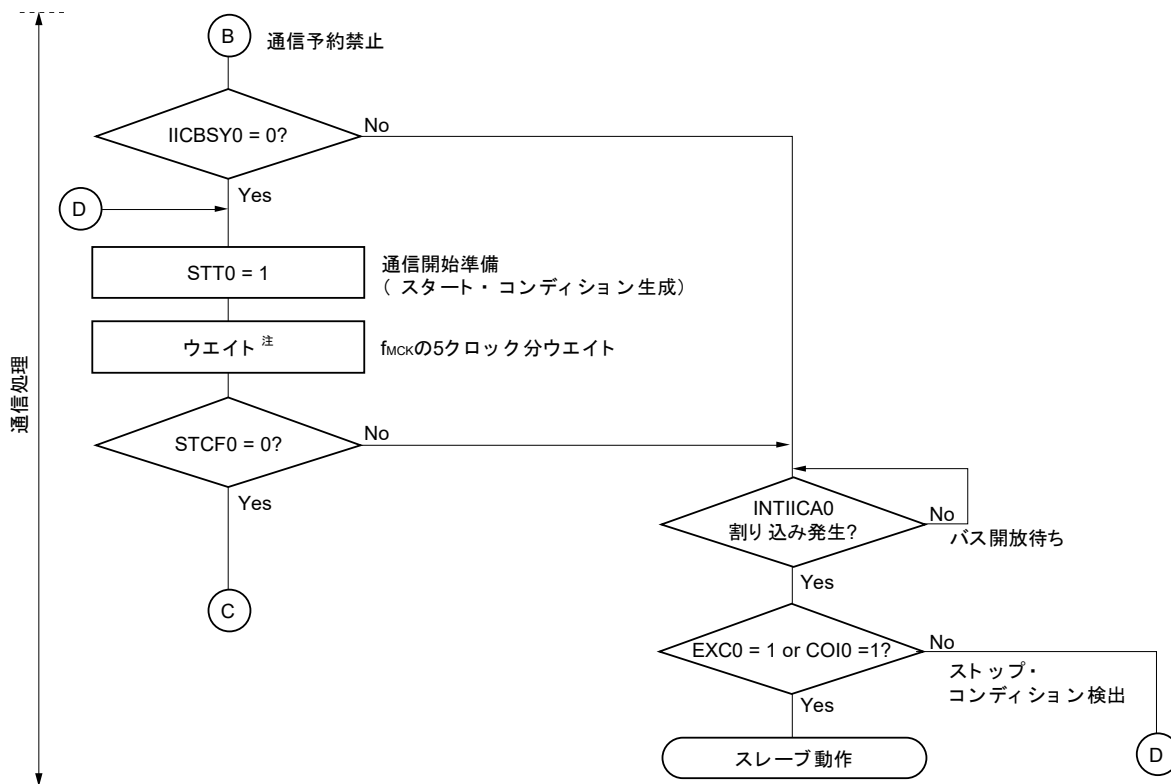 B
通信予約禁止
IICBSY0 = 0?
No
Yes
D
STT0 = 1
通信開始準備
(スタート・コンディション生成)
ウエイト注
fMCKの5クロック分ウエイト
通信処理
STCF0 = 0?
No
Yes
C
INTIICA0
割り込み発生?
No
バス開放待ち
Yes
EXC0 = 1 or COI0 =1?
No
ストップ・
コンディション検出
Yes
スレーブ動作
D